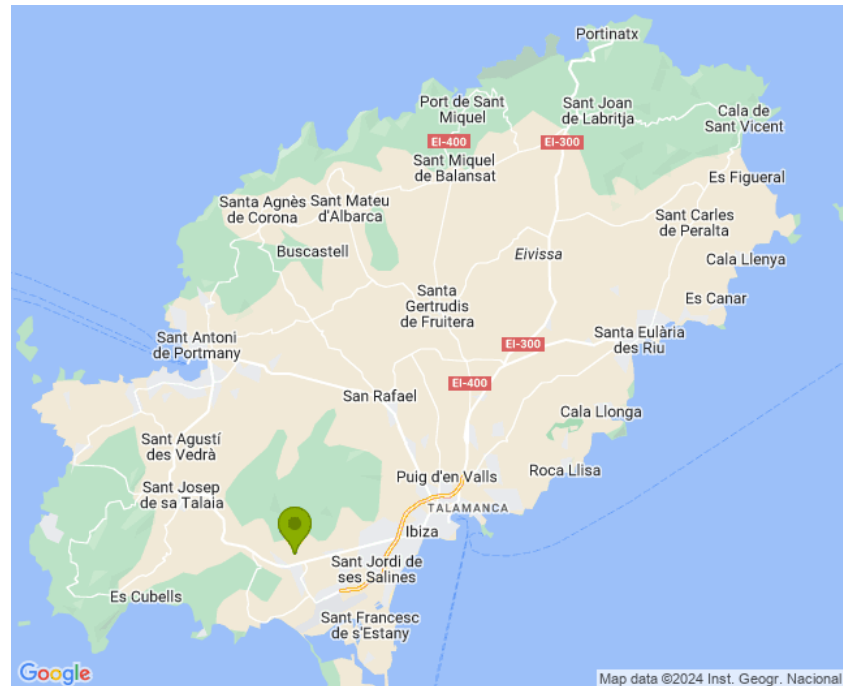 Portinatx
Port de Sant
Miquel
Sant Joan
de Labritja
Cala de
Sant Vicent
EI-400
EI-300
Sant Miquel
de Balansat
Es Figueral
Santa Agnès
de Corona
Sant Mateu
d'Albarca
Sant Carles
de Peralta
Buscastell
Eivissa
Cala Llenya
Santa
Gertrudis
de Fruitera
Es Canar
Sant Antoni
de Portmany
Santa Eulària
des Riu
EI-300
EI-400
San Rafael
Cala Llonga
Sant Agustí
des Vedrà
Roca Llisa
Puig d'en Valls
Sant Josep
de sa Talaia
TALAMANCA
Ibiza
Sant Jordi de
ses Salines
Es Cubells
Sant Francesc
de s'Estany
Google
Map data ©2024 Inst. Geogr. Nacional